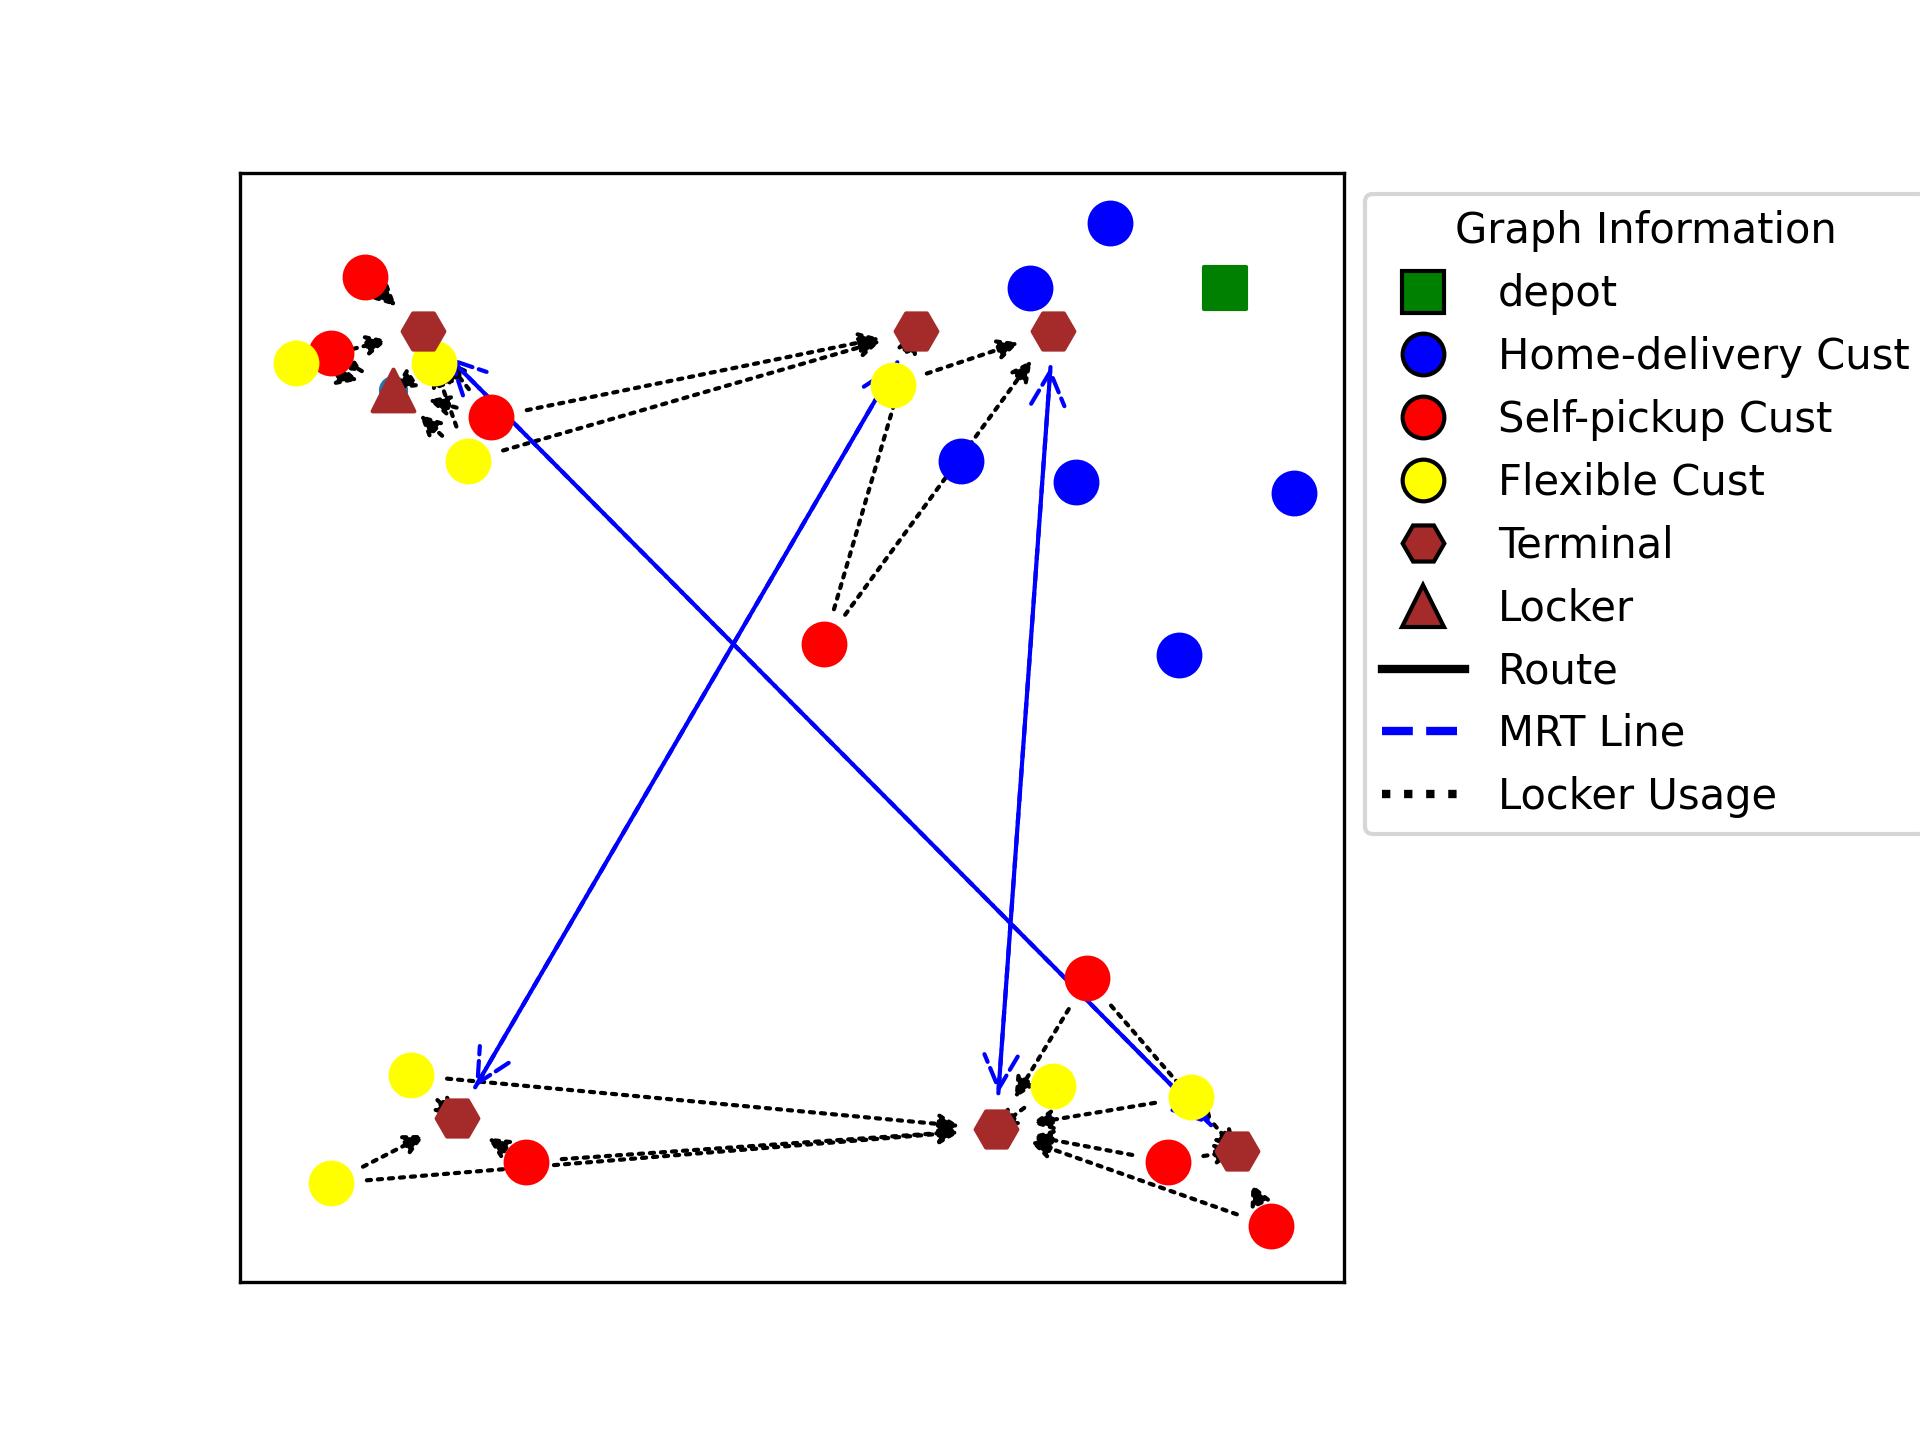 Graph Information
depot
Home-delivery Cust
Self-pickup Cust
Flexible Cust
Terminal
Locker
Route
MRT Line
Locker Usage